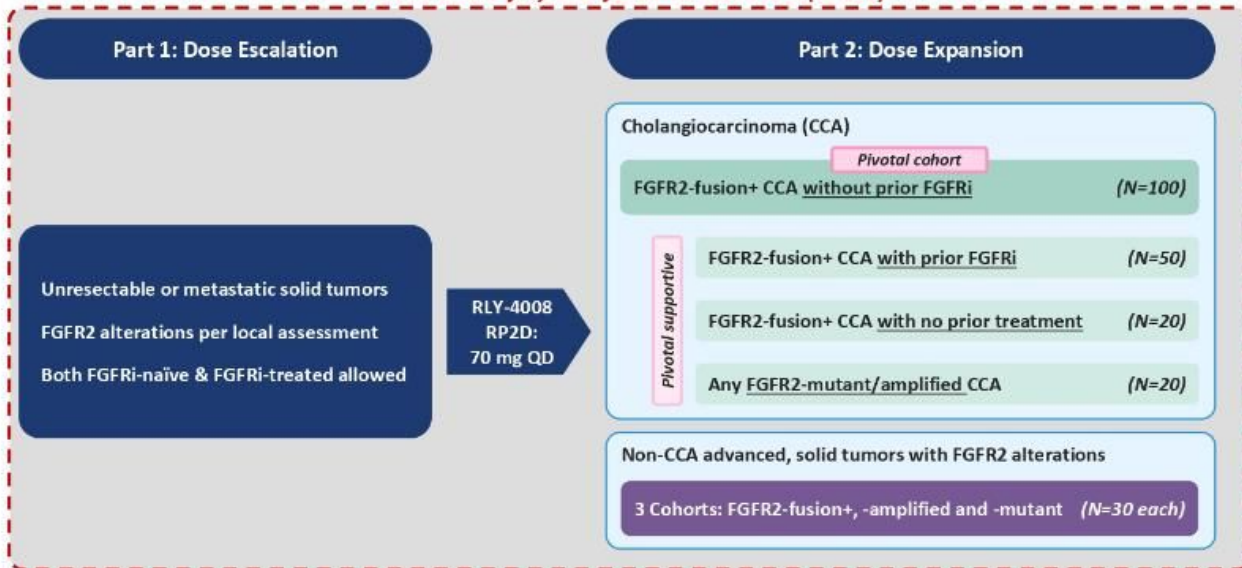 Part 1: Dose Escalation
Part 2: Dose Expansion
Unresectable or metastatic solid tumors
FGFR2 alterations per local assessment
Both FGFRi-naïve & FGFRi-treated allowed
RLY-4008
RP2D:
70 mg QD
Cholangiocarcinoma (CCA)
Pivotal cohort
FGFR2-fusion+ CCA without prior FGFRi (N=100)
Pivotal supportive
FGFR2-fusion+ CCA with prior FGFRi (N=50)
FGFR2-fusion+ CCA with no prior treatment (N=20)
Any FGFR2-mutant/amplified CCA (N=20)
Non-CCA advanced, solid tumors with FGFR2 alterations
3 Cohorts: FGFR2-fusion+, -amplified and -mutant (N=30 each)